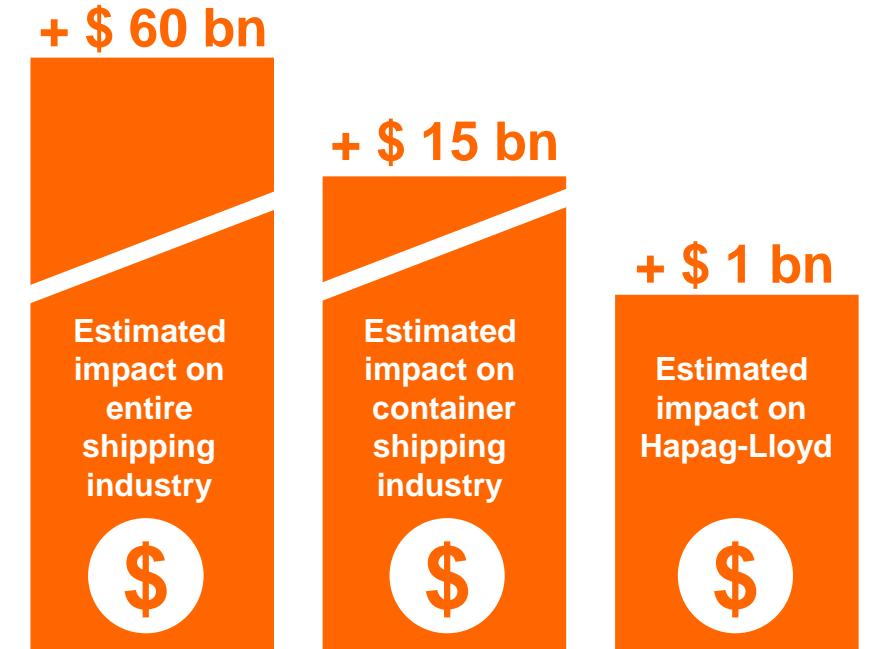 + $ 60 bn
Estimated
impact on
entire
shipping
industry
$
+ $ 15 bn
Estimated
impact on
container
shipping
industry
$
+ $ 1 bn
Estimated
impact on
Hapag-Lloyd
$